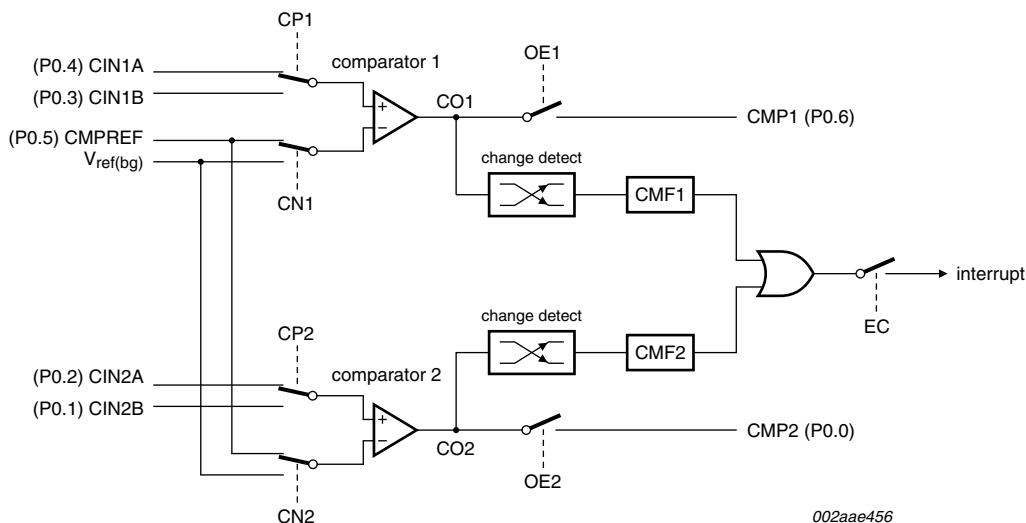 CP1
(P0.4) CIN1A
comparator 1
OE1
(P0.3) CIN1B
+
CO1
CMP1 (P0.6)
(P0.5) CMPREF
−
Vref(bg)
change detect
CN1
CMF1
interrupt
EC
change detect
CP2
CMF2
(P0.2) CIN2A
comparator 2
(P0.1) CIN2B
+
CMP2 (P0.0)
−
CO2
OE2
CN2
002aae456